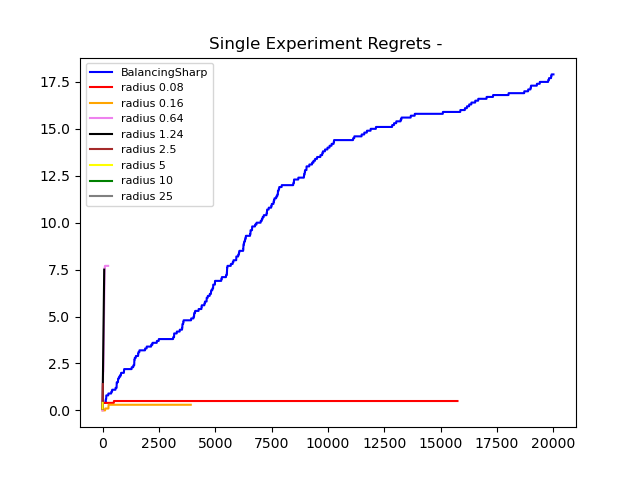 Single Experiment Regrets -
BalancingSharp
radius 0.08
radius 0.16
radius 0.64
radius 1.24
radius 2.5
radius 5
radius 10
radius 25
17.5
15.0
12.5
10.0
7.5
5.0
2.5
0.0
0 2500 5000 7500 10000 12500 15000 17500 20000